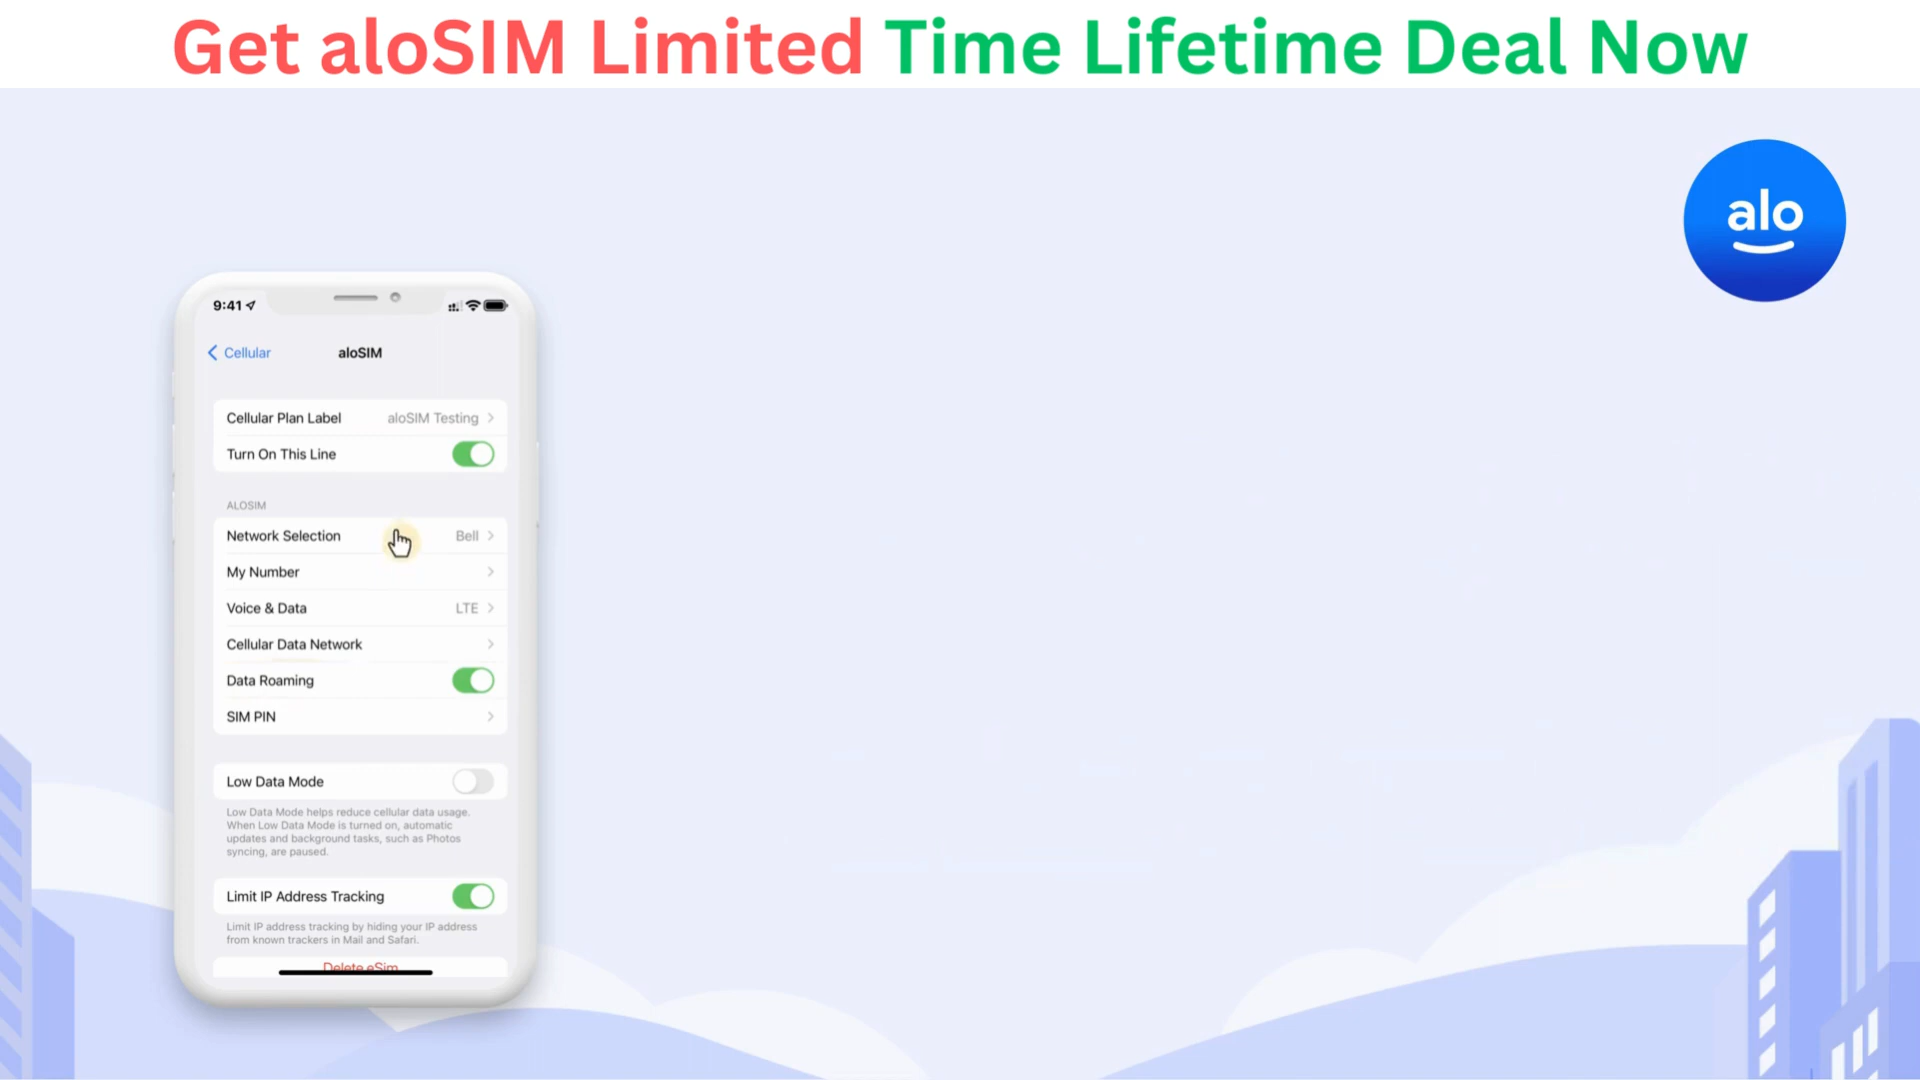 Get aloSIM Limited Time Lifetime Deal Now
alo
9:41
Cellular
aloSIM
Cellular Plan Label
aloSIM Testing
Turn On This Line
ALOSIM
Network Selection
Bell
My Number
Voice & Data
LTE
Cellular Data Network
Data Roaming
SIM PIN
Low Data Mode
Low Data Mode helps reduce cellular data usage.
When Low Data Mode is turned on, automatic
updates and background tasks, such as Photos
syncing, are paused.
Limit IP Address Tracking
Limit IP address tracking by hiding your IP address
from known trackers in Mail and Safari.
Delete eSim